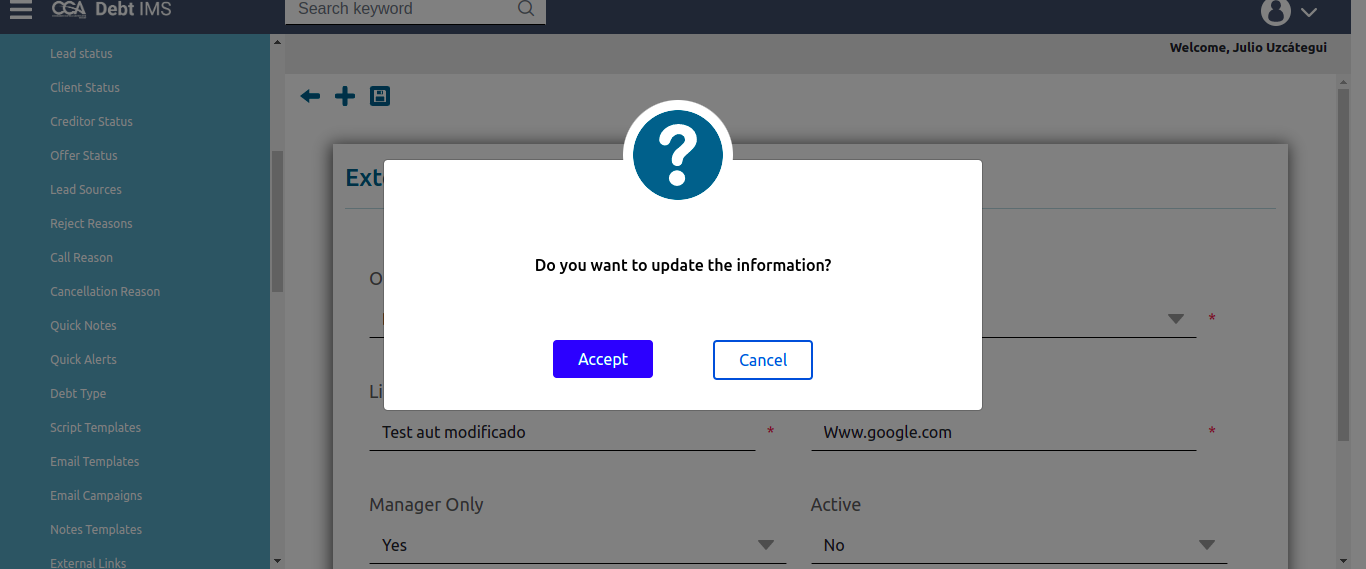 CGA Debt IMS
Search keyword
Welcome, Julio Uzcátegui
Lead status
Client Status
Creditor Status
Offer Status
Lead Sources
Reject Reasons
Call Reason
Cancellation Reason
Quick Notes
Quick Alerts
Debt Type
Script Templates
Email Templates
Email Campaigns
Notes Templates
External Links
Do you want to update the information?
Accept
Cancel
*
Test aut modificado *
Www.google.com *
Manager Only
Active
Yes
No